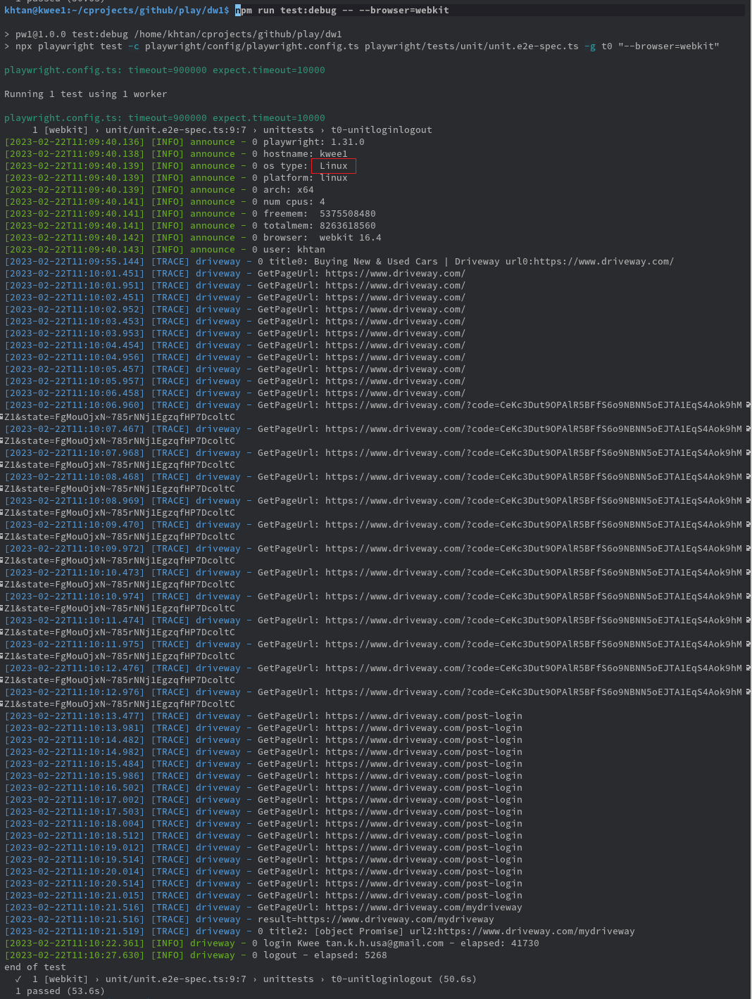 khtan@kwee1:~/cprojects/github/play/dw1$ npm run test:debug -- --browser=webkit
> pw1@1.0.0 test:debug /home/khtan/cprojects/github/play/dw1
> npx playwright test -c playwright/config/playwright.config.ts playwright/tests/unit/unit.e2e-spec.ts -g t0 "--browser=webkit"
playwright.config.ts: timeout=900000 expect.timeout=10000
Running 1 test using 1 worker
playwright.config.ts: timeout=900000 expect.timeout=10000
1 [webkit] › unit/unit.e2e-spec.ts:9:7 › unittests › t0-unitloginlogout
[2023-02-22T11:09:40.136] [INFO] announce - 0 playwright: 1.31.0
[2023-02-22T11:09:40.138] [INFO] announce - 0 hostname: kwee1
[2023-02-22T11:09:40.139] [INFO] announce - 0 os type:  Linux
[2023-02-22T11:09:40.139] [INFO] announce - 0 platform: linux
[2023-02-22T11:09:40.139] [INFO] announce - 0 arch: x64
[2023-02-22T11:09:40.141] [INFO] announce - 0 num cpus: 4
[2023-02-22T11:09:40.141] [INFO] announce - 0 freemem:  5375508480
[2023-02-22T11:09:40.141] [INFO] announce - 0 totalmem: 8263618560
[2023-02-22T11:09:40.142] [INFO] announce - 0 browser:  webkit 16.4
[2023-02-22T11:09:40.143] [INFO] announce - 0 user: khtan
[2023-02-22T11:09:55.144] [TRACE] driveway - 0 title0: Buying New & Used Cars | Driveway url0:https://www.driveway.com/
[2023-02-22T11:10:01.451] [TRACE] driveway - GetPageUrl: https://www.driveway.com/
[2023-02-22T11:10:01.951] [TRACE] driveway - GetPageUrl: https://www.driveway.com/
[2023-02-22T11:10:02.451] [TRACE] driveway - GetPageUrl: https://www.driveway.com/
[2023-02-22T11:10:02.952] [TRACE] driveway - GetPageUrl: https://www.driveway.com/
[2023-02-22T11:10:03.453] [TRACE] driveway - GetPageUrl: https://www.driveway.com/
[2023-02-22T11:10:03.953] [TRACE] driveway - GetPageUrl: https://www.driveway.com/
[2023-02-22T11:10:04.454] [TRACE] driveway - GetPageUrl: https://www.driveway.com/
[2023-02-22T11:10:04.956] [TRACE] driveway - GetPageUrl: https://www.driveway.com/
[2023-02-22T11:10:05.457] [TRACE] driveway - GetPageUrl: https://www.driveway.com/
[2023-02-22T11:10:05.957] [TRACE] driveway - GetPageUrl: https://www.driveway.com/
[2023-02-22T11:10:06.458] [TRACE] driveway - GetPageUrl: https://www.driveway.com/
[2023-02-22T11:10:06.960] [TRACE] driveway - GetPageUrl: https://www.driveway.com/?code=CeKc3Dut9OPAlR5BFfS6o9NBNN5oEJTA1EqS4Aok9hM
Z1&state=FgMouOjxN~785rNNj1EgzqfHP7DcoltC
[2023-02-22T11:10:07.467] [TRACE] driveway - GetPageUrl: https://www.driveway.com/?code=CeKc3Dut9OPAlR5BFfS6o9NBNN5oEJTA1EqS4Aok9hM
Z1&state=FgMouOjxN~785rNNj1EgzqfHP7DcoltC
[2023-02-22T11:10:07.968] [TRACE] driveway - GetPageUrl: https://www.driveway.com/?code=CeKc3Dut9OPAlR5BFfS6o9NBNN5oEJTA1EqS4Aok9hM
Z1&state=FgMouOjxN~785rNNj1EgzqfHP7DcoltC
[2023-02-22T11:10:08.468] [TRACE] driveway - GetPageUrl: https://www.driveway.com/?code=CeKc3Dut9OPAlR5BFfS6o9NBNN5oEJTA1EqS4Aok9hM
Z1&state=FgMouOjxN~785rNNj1EgzqfHP7DcoltC
[2023-02-22T11:10:08.969] [TRACE] driveway - GetPageUrl: https://www.driveway.com/?code=CeKc3Dut9OPAlR5BFfS6o9NBNN5oEJTA1EqS4Aok9hM
Z1&state=FgMouOjxN~785rNNj1EgzqfHP7DcoltC
[2023-02-22T11:10:09.470] [TRACE] driveway - GetPageUrl: https://www.driveway.com/?code=CeKc3Dut9OPAlR5BFfS6o9NBNN5oEJTA1EqS4Aok9hM
Z1&state=FgMouOjxN~785rNNj1EgzqfHP7DcoltC
[2023-02-22T11:10:09.972] [TRACE] driveway - GetPageUrl: https://www.driveway.com/?code=CeKc3Dut9OPAlR5BFfS6o9NBNN5oEJTA1EqS4Aok9hM
Z1&state=FgMouOjxN~785rNNj1EgzqfHP7DcoltC
[2023-02-22T11:10:10.473] [TRACE] driveway - GetPageUrl: https://www.driveway.com/?code=CeKc3Dut9OPAlR5BFfS6o9NBNN5oEJTA1EqS4Aok9hM
Z1&state=FgMouOjxN~785rNNj1EgzqfHP7DcoltC
[2023-02-22T11:10:10.974] [TRACE] driveway - GetPageUrl: https://www.driveway.com/?code=CeKc3Dut9OPAlR5BFfS6o9NBNN5oEJTA1EqS4Aok9hM
Z1&state=FgMouOjxN~785rNNj1EgzqfHP7DcoltC
[2023-02-22T11:10:11.474] [TRACE] driveway - GetPageUrl: https://www.driveway.com/?code=CeKc3Dut9OPAlR5BFfS6o9NBNN5oEJTA1EqS4Aok9hM
Z1&state=FgMouOjxN~785rNNj1EgzqfHP7DcoltC
[2023-02-22T11:10:11.975] [TRACE] driveway - GetPageUrl: https://www.driveway.com/?code=CeKc3Dut9OPAlR5BFfS6o9NBNN5oEJTA1EqS4Aok9hM
Z1&state=FgMouOjxN~785rNNj1EgzqfHP7DcoltC
[2023-02-22T11:10:12.476] [TRACE] driveway - GetPageUrl: https://www.driveway.com/?code=CeKc3Dut9OPAlR5BFfS6o9NBNN5oEJTA1EqS4Aok9hM
Z1&state=FgMouOjxN~785rNNj1EgzqfHP7DcoltC
[2023-02-22T11:10:12.976] [TRACE] driveway - GetPageUrl: https://www.driveway.com/?code=CeKc3Dut9OPAlR5BFfS6o9NBNN5oEJTA1EqS4Aok9hM
Z1&state=FgMouOjxN~785rNNj1EgzqfHP7DcoltC
[2023-02-22T11:10:13.477] [TRACE] driveway - GetPageUrl: https://www.driveway.com/post-login
[2023-02-22T11:10:13.981] [TRACE] driveway - GetPageUrl: https://www.driveway.com/post-login
[2023-02-22T11:10:14.482] [TRACE] driveway - GetPageUrl: https://www.driveway.com/post-login
[2023-02-22T11:10:14.982] [TRACE] driveway - GetPageUrl: https://www.driveway.com/post-login
[2023-02-22T11:10:15.484] [TRACE] driveway - GetPageUrl: https://www.driveway.com/post-login
[2023-02-22T11:10:15.986] [TRACE] driveway - GetPageUrl: https://www.driveway.com/post-login
[2023-02-22T11:10:16.502] [TRACE] driveway - GetPageUrl: https://www.driveway.com/post-login
[2023-02-22T11:10:17.002] [TRACE] driveway - GetPageUrl: https://www.driveway.com/post-login
[2023-02-22T11:10:17.503] [TRACE] driveway - GetPageUrl: https://www.driveway.com/post-login
[2023-02-22T11:10:18.004] [TRACE] driveway - GetPageUrl: https://www.driveway.com/post-login
[2023-02-22T11:10:18.512] [TRACE] driveway - GetPageUrl: https://www.driveway.com/post-login
[2023-02-22T11:10:19.012] [TRACE] driveway - GetPageUrl: https://www.driveway.com/post-login
[2023-02-22T11:10:19.514] [TRACE] driveway - GetPageUrl: https://www.driveway.com/post-login
[2023-02-22T11:10:20.014] [TRACE] driveway - GetPageUrl: https://www.driveway.com/post-login
[2023-02-22T11:10:20.514] [TRACE] driveway - GetPageUrl: https://www.driveway.com/post-login
[2023-02-22T11:10:21.015] [TRACE] driveway - GetPageUrl: https://www.driveway.com/post-login
[2023-02-22T11:10:21.516] [TRACE] driveway - GetPageUrl: https://www.driveway.com/mydriveway
[2023-02-22T11:10:21.516] [TRACE] driveway - result=https://www.driveway.com/mydriveway
[2023-02-22T11:10:21.519] [TRACE] driveway - 0 title2: [object Promise] url2:https://www.driveway.com/mydriveway
[2023-02-22T11:10:22.361] [INFO] driveway - 0 login Kwee tan.k.h.usa@gmail.com - elapsed: 41730
[2023-02-22T11:10:27.630] [INFO] driveway - 0 logout - elapsed: 5268
end of test
✓ 1 [webkit] › unit/unit.e2e-spec.ts:9:7 › unittests › t0-unitloginlogout (50.6s)
1 passed (53.6s)